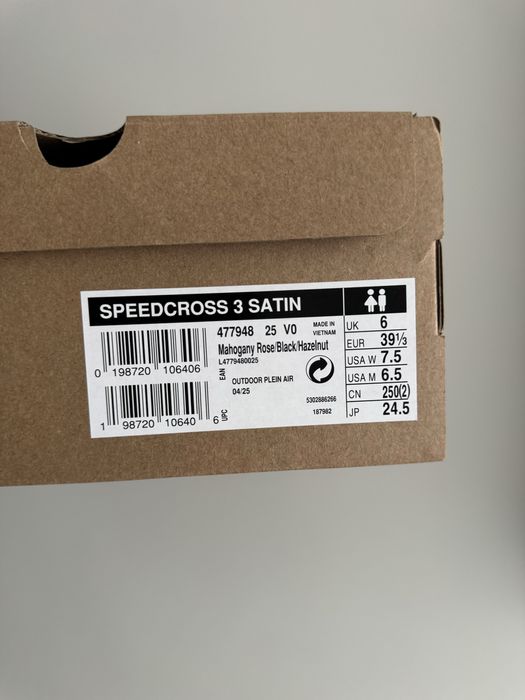 SPEEDCROSS 3 SATIN
477948 25 V0
MADE IN
VIETNAM
Mahogany Rose/Black/Hazelnut
L4779480025
EAN
0 198720 106406
OUTDOOR PLEIN AIR
04/25
5302886266
187982
1 98720 10640 6
UPC
UK 6
EUR 39⅓
USA W 7.5
USA M 6.5
CN 250(2)
JP 24.5